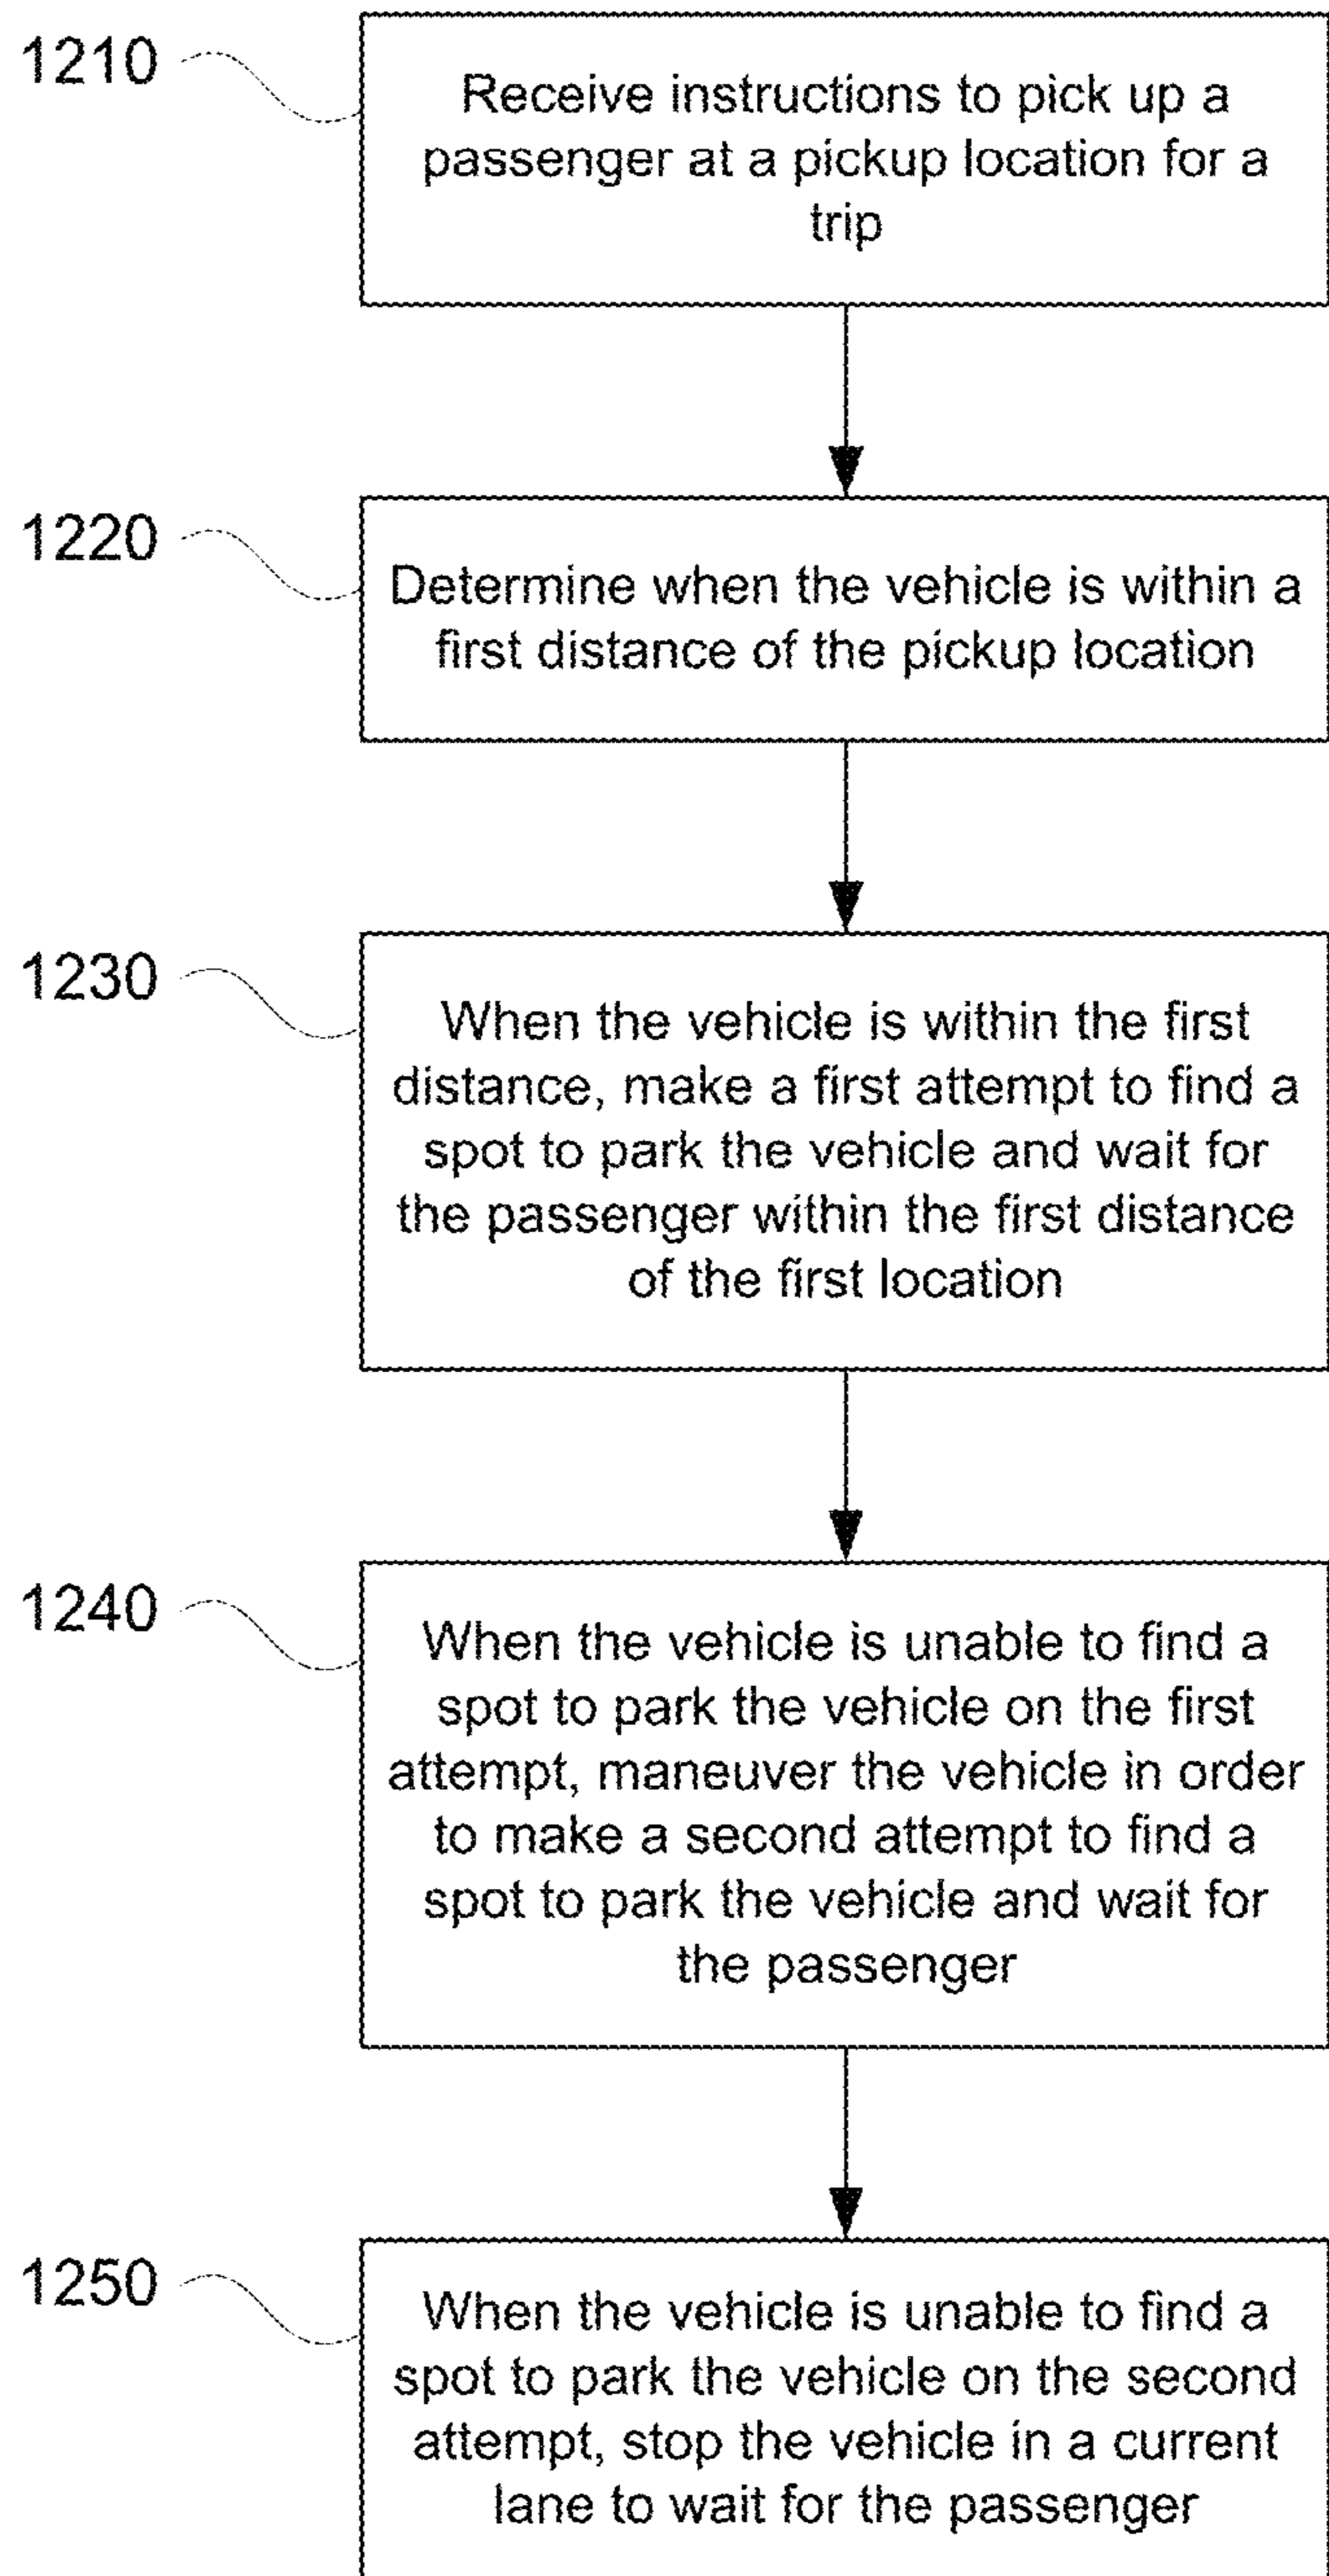 1210
Receive instructions to pick up a
passenger at a pickup location for a
trip
1220
Determine when the vehicle is within a
first distance of the pickup location
1230
When the vehicle is within the first
distance, make a first attempt to find a
spot to park the vehicle and wait for
the passenger within the first distance
of the first location
1240
When the vehicle is unable to find a
spot to park the vehicle on the first
attempt, maneuver the vehicle in order
to make a second attempt to find a
spot to park the vehicle and wait for
the passenger
1250
When the vehicle is unable to find a
spot to park the vehicle on the second
attempt, stop the vehicle in a current
lane to wait for the passenger